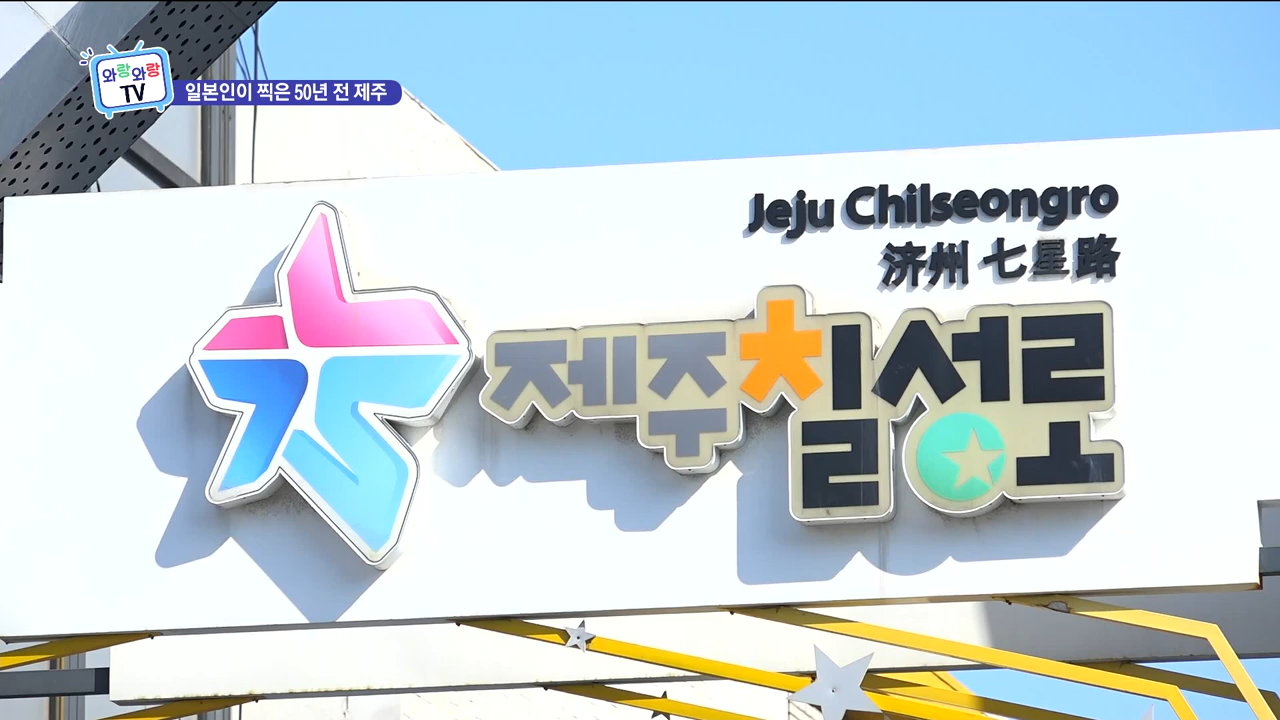 와랑와랑
TV
일본인이 찍은 50년 전 제주
Jeju Chilseongro
济州 七星路
제주칠성로